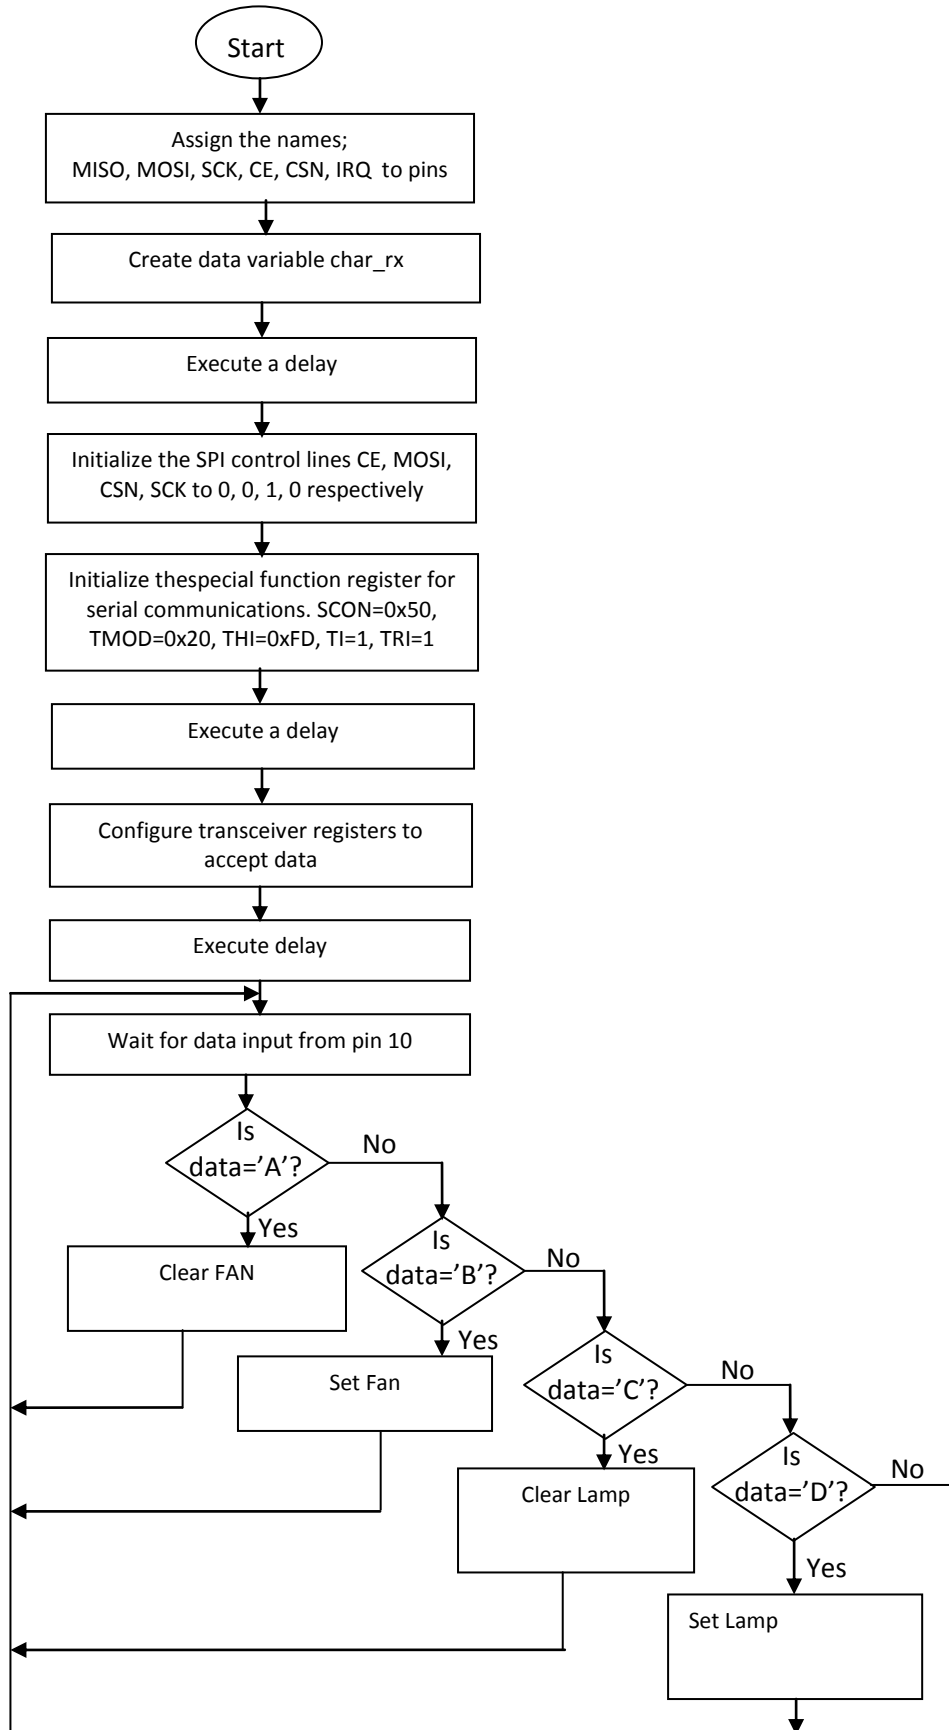 Start
Assign the names;
MISO, MOSI, SCK, CE, CSN, IRQ to pins
Create data variable char_rx
Execute a delay
Initialize the SPI control lines CE, MOSI,
CSN, SCK to 0, 0, 1, 0 respectively
Initialize thespecial function register for
serial communications. SCON=0x50,
TMOD=0x20, THI=0xFD, TI=1, TRI=1
Execute a delay
Configure transceiver registers to
accept data
Execute delay
Wait for data input from pin 10
Is
data='A'?
No
Yes
Clear FAN
Is
data=’B’?
No
Yes
Set Fan
Is
data=’C’?
No
Yes
Clear Lamp
Is
data=’D’?
No
Yes
Set Lamp